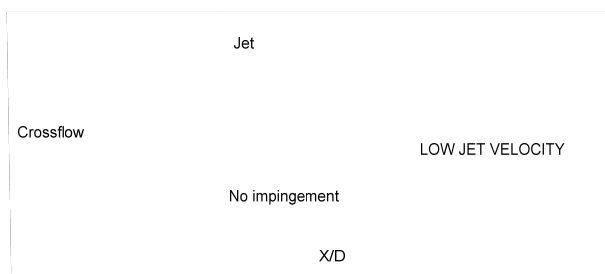 Jet
Crossflow
LOW JET VELOCITY
No impingement
X/D